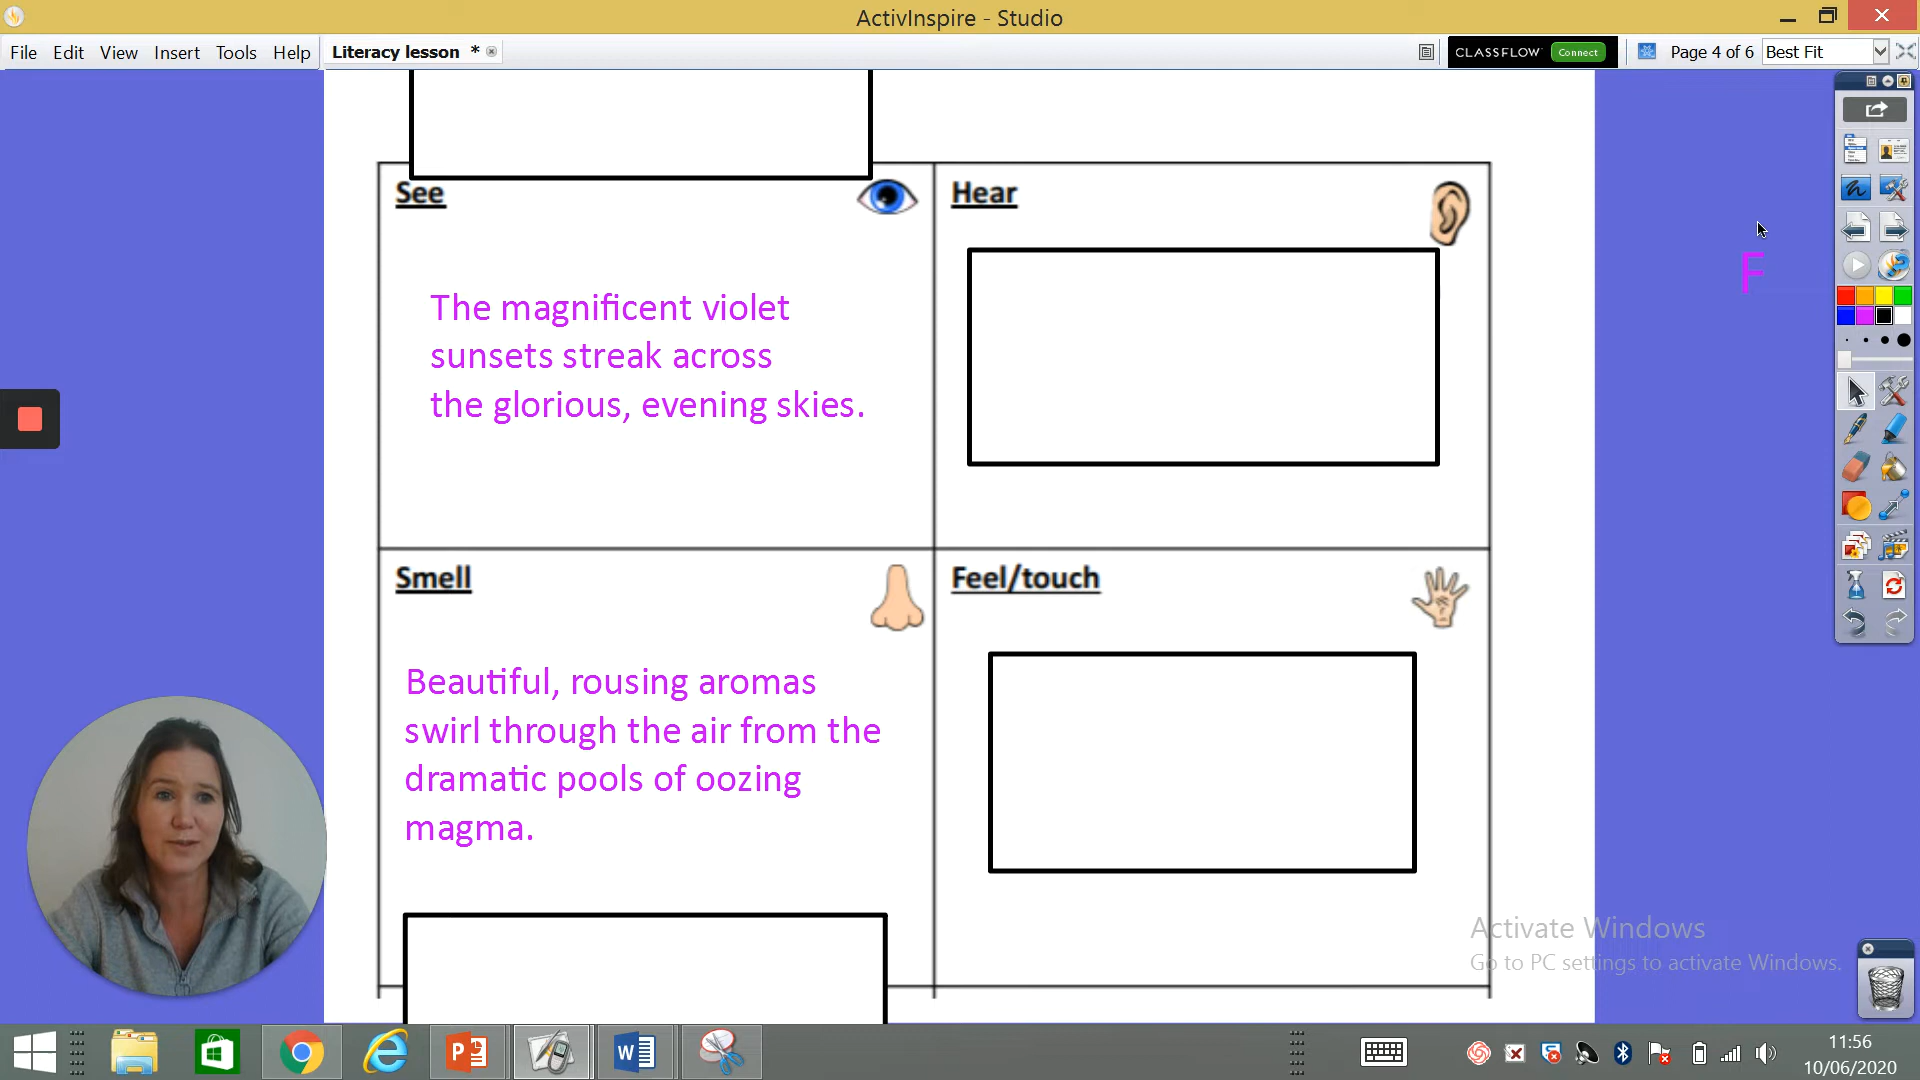 ActivInspire - Studio
File Edit View Insert Tools Help
Literacy lesson *
CLASSFLOW Connect
Page 4 of 6
Best Fit
See
Hear
F
The magnificent violet
sunsets streak across
the glorious, evening skies.
Smell
Feel/touch
Beautiful, rousing aromas
swirl through the air from the
dramatic pools of oozing
magma.
Activate Windows
Go to PC settings to activate Windows.
11:56
10/06/2020